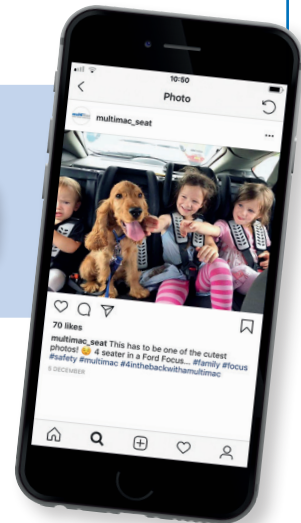 10:50
Photo
multimac_seat
70 likes
multimac_seat This has to be one of the cutest
photos! 😄 4 seater in a Ford Focus... #family #focus
#safety #multimac #4inthebackwithamultimac
5 DECEMBER